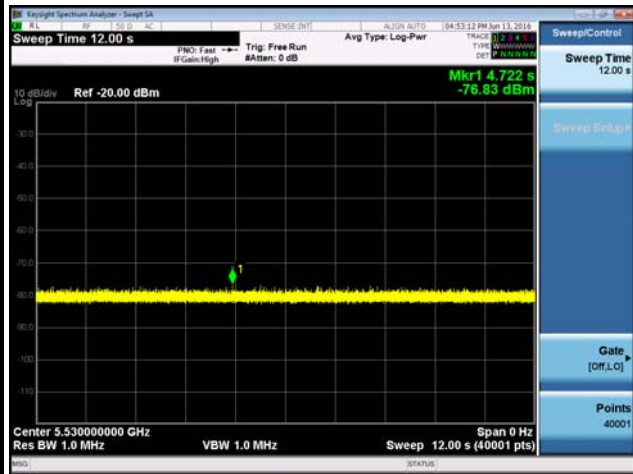 Keysight Spectrum Analyzer - Swept SA
RL RF 50 Ω AC SENSE:INT ALIGN AUTO 04:53:12 PM Jun 13, 2016
Sweep Time 12.00 s
PNO: Fast
IFGain:High
Trig: Free Run
#Atten: 0 dB
Avg Type: Log-Pwr
TRACE 1 2 3 4 5 6
TYPE WWWWWW
DET P N N N N N
Mkr1 4.722 s
-76.83 dBm
10 dB/div Ref -20.00 dBm
Log
-30.0
-40.0
-50.0
-60.0
-70.0
-80.0
-90.0
-100
-110
1
Center 5.530000000 GHz
Res BW 1.0 MHz
VBW 1.0 MHz
Span 0 Hz
Sweep 12.00 s (40001 pts)
MSG
STATUS
Sweep/Control
Sweep Time
12.00 s
Sweep Setup
Gate
[Off,LO]
Points
40001